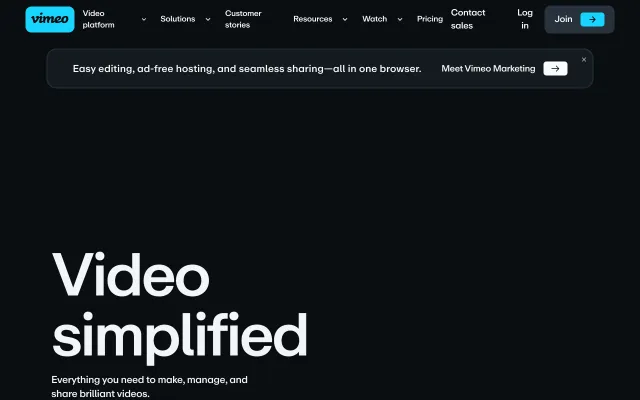 vimeo
Video platform
Solutions
Customer stories
Resources
Watch
Pricing
Contact sales
Log in
Join
Easy editing, ad-free hosting, and seamless sharing—all in one browser.
Meet Vimeo Marketing
Video
simplified
Everything you need to make, manage, and
share brilliant videos.